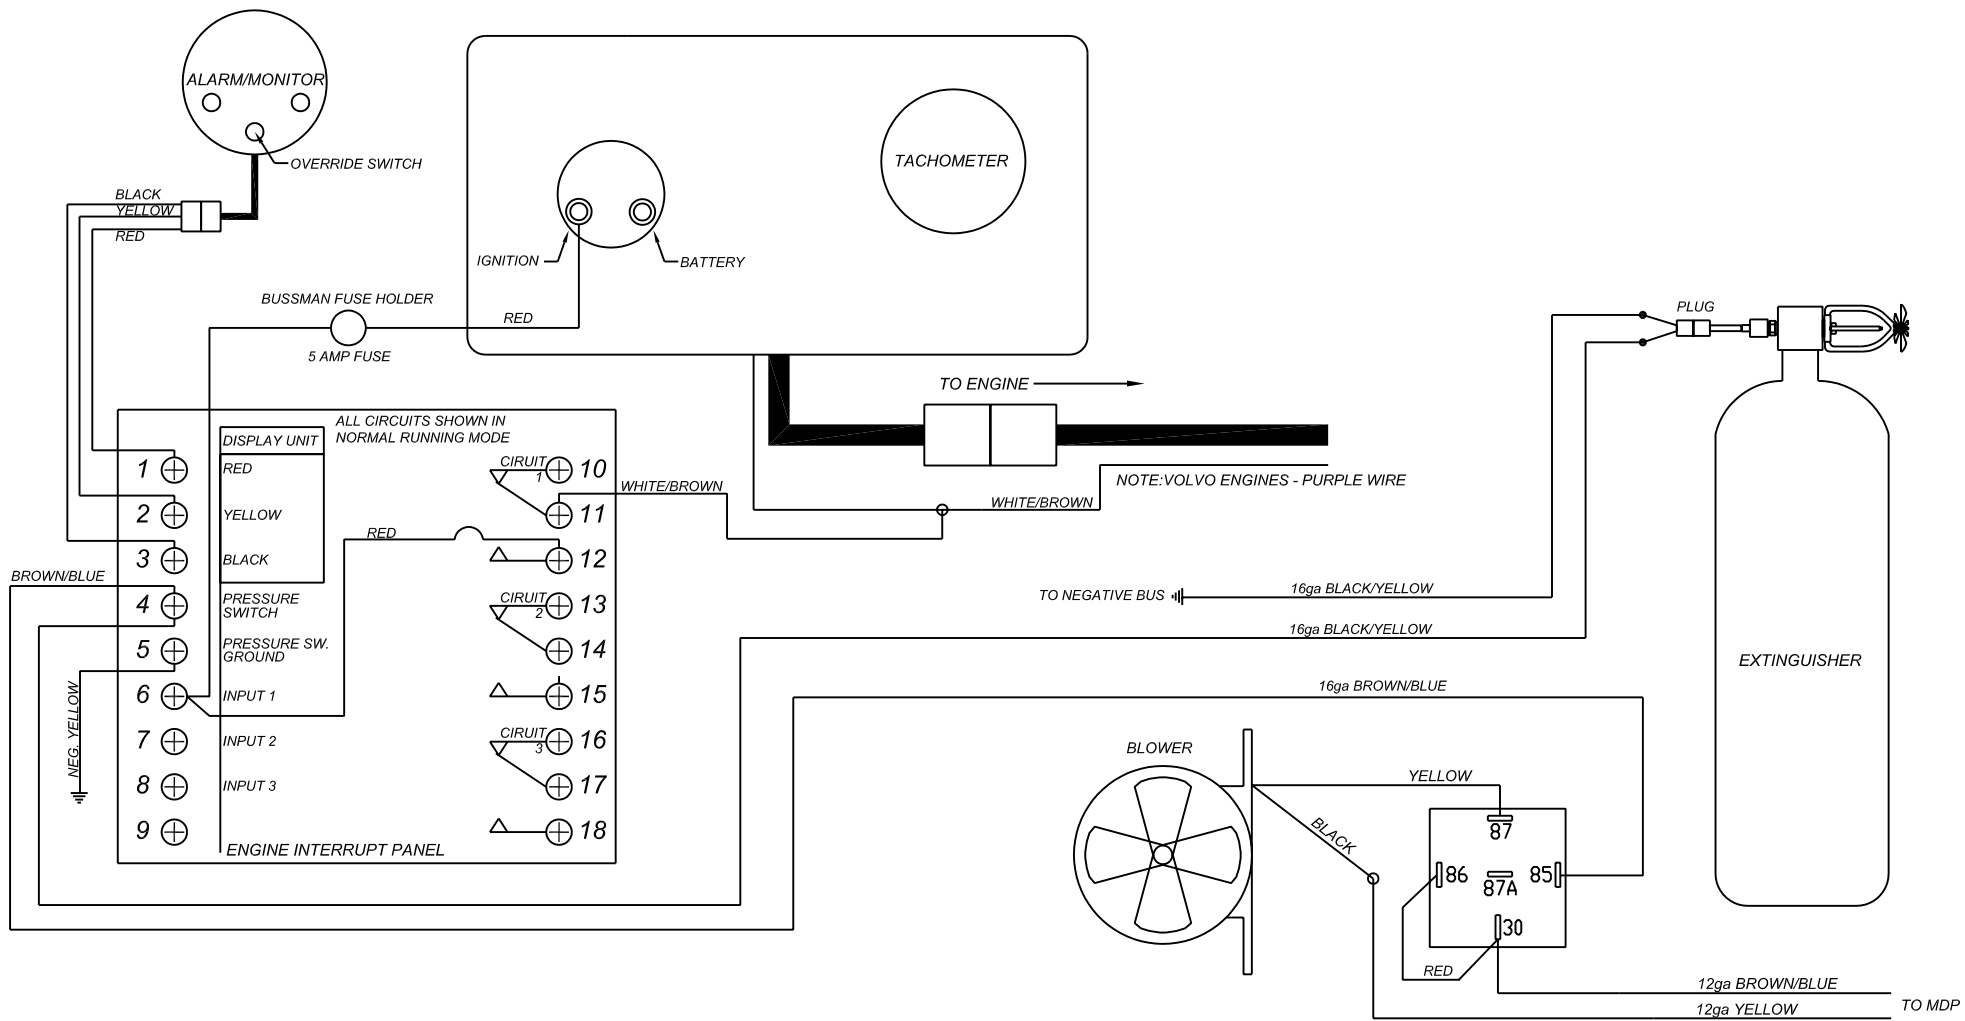 ALARM/MONITOR
OVERRIDE SWITCH
BLACK
YELLOW
RED
TACHOMETER
IGNITION
BATTERY
BUSSMAN FUSE HOLDER
5 AMP FUSE
RED
TO ENGINE
NOTE:VOLVO ENGINES - PURPLE WIRE
WHITE/BROWN
WHITE/BROWN
ALL CIRCUITS SHOWN IN
NORMAL RUNNING MODE
DISPLAY UNIT
1
RED
2
YELLOW
3
BLACK
BROWN/BLUE
4
PRESSURE
SWITCH
5
PRESSURE SW.
GROUND
6
INPUT 1
7
INPUT 2
8
INPUT 3
9
NEG. YELLOW
RED
CIRUIT
1
10
11
12
CIRUIT
2
13
14
15
CIRUIT
3
16
17
18
ENGINE INTERRUPT PANEL
PLUG
EXTINGUISHER
TO NEGATIVE BUS
16ga BLACK/YELLOW
16ga BLACK/YELLOW
16ga BROWN/BLUE
BLOWER
YELLOW
BLACK
87
86
87A
85
30
RED
12ga BROWN/BLUE
12ga YELLOW
TO MDP